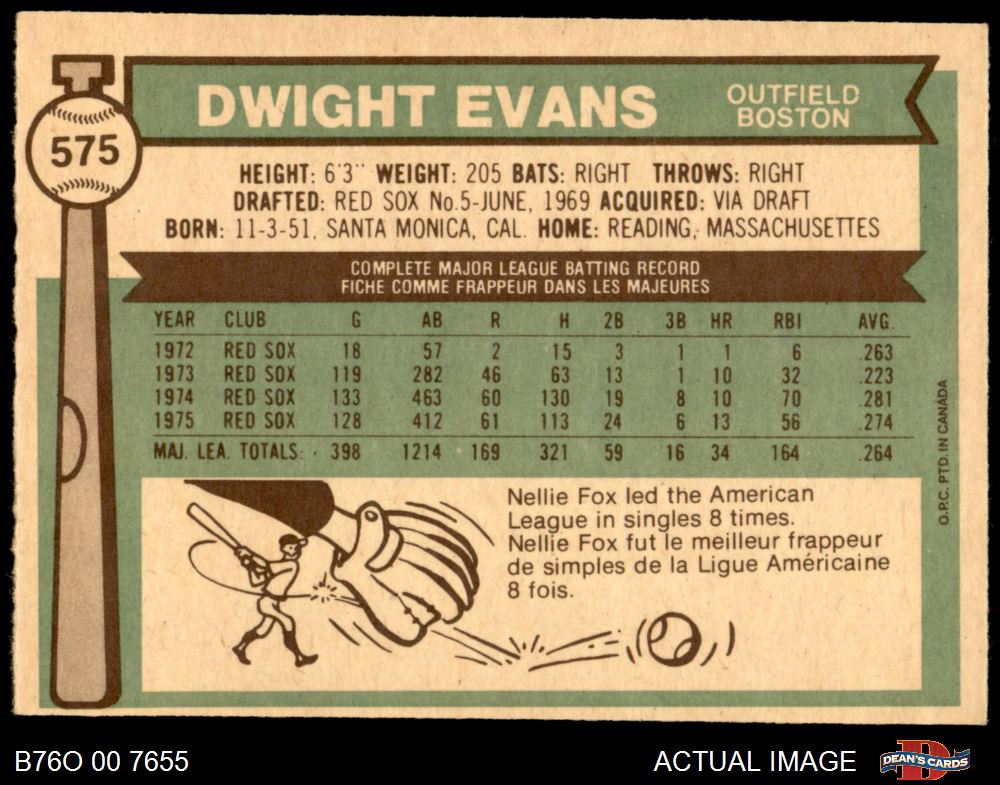 575
DWIGHT EVANS
OUTFIELD
BOSTON
HEIGHT: 6'3" WEIGHT: 205 BATS: RIGHT THROWS: RIGHT
DRAFTED: RED SOX No.5-JUNE, 1969 ACQUIRED: VIA DRAFT
BORN: 11-3-51, SANTA MONICA, CAL. HOME: READING, MASSACHUSETTS
COMPLETE MAJOR LEAGUE BATTING RECORD
FICHE COMME FRAPPEUR DANS LES MAJEURES
YEAR CLUB G AB R H 2B 3B HR RBI AVG.
1972 RED SOX 18 57 2 15 3 1 1 6 .263
1973 RED SOX 119 282 46 63 13 1 10 32 .223
1974 RED SOX 133 463 60 130 19 8 10 70 .281
1975 RED SOX 128 412 61 113 24 6 13 56 .274
MAJ. LEA. TOTALS: 398 1214 169 321 59 16 34 164 .264
Nellie Fox led the American
League in singles 8 times.
Nellie Fox fut le meilleur frappeur
de simples de la Ligue Américaine
8 fois.
O.P.C. PTD. IN CANADA
B76O 00 7655
ACTUAL IMAGE
D
DEAN'S CARDS